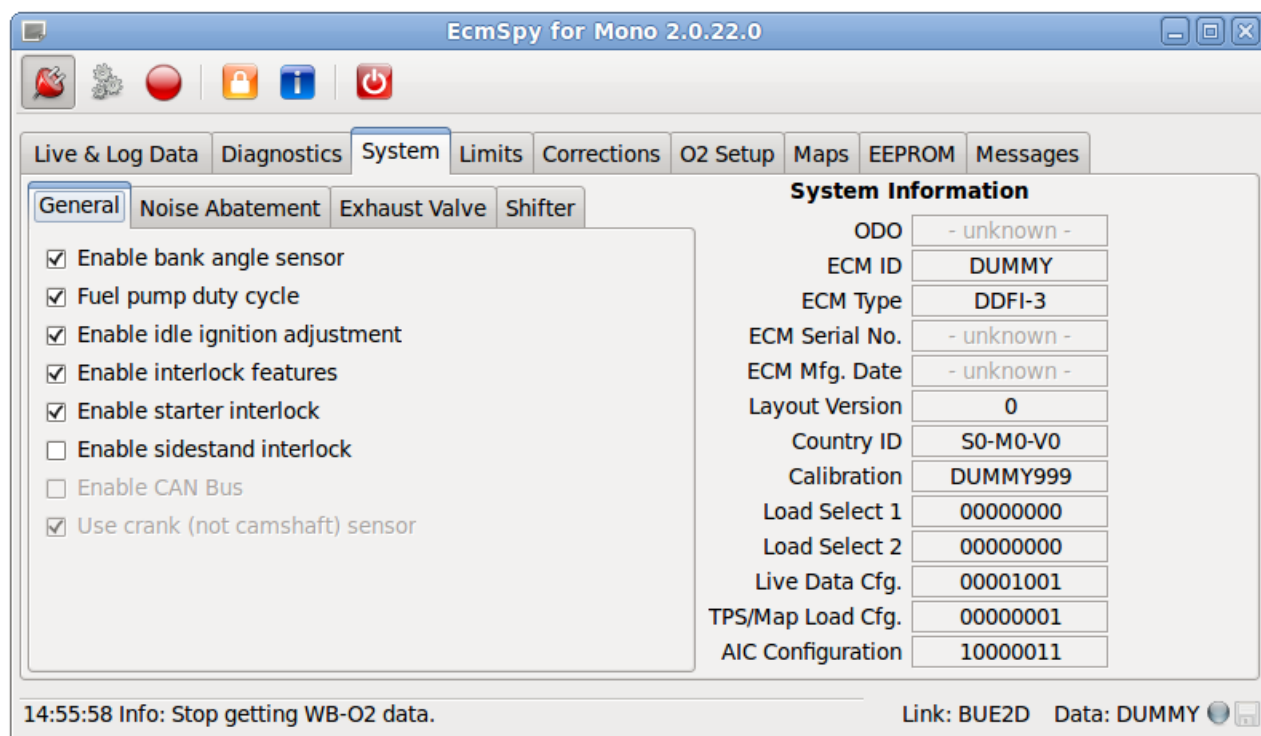 EcmSpy for Mono 2.0.22.0
Live & Log Data Diagnostics System Limits Corrections O2 Setup Maps EEPROM Messages
General Noise Abatement Exhaust Valve Shifter
Enable bank angle sensor
Fuel pump duty cycle
Enable idle ignition adjustment
Enable interlock features
Enable starter interlock
Enable sidestand interlock
Enable CAN Bus
Use crank (not camshaft) sensor
System Information
ODO - unknown -
ECM ID DUMMY
ECM Type DDFI-3
ECM Serial No. - unknown -
ECM Mfg. Date - unknown -
Layout Version 0
Country ID S0-M0-V0
Calibration DUMMY999
Load Select 1 00000000
Load Select 2 00000000
Live Data Cfg. 00001001
TPS/Map Load Cfg. 00000001
AIC Configuration 10000011
14:55:58 Info: Stop getting WB-O2 data. Link: BUE2D Data: DUMMY